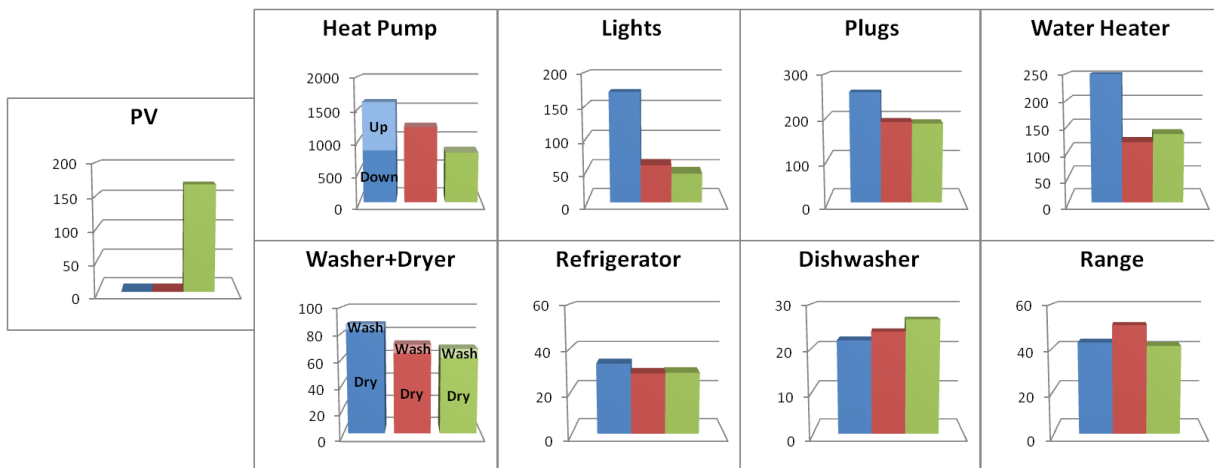 PV
200
150
100
50
0
Heat Pump
2000
1500
1000
500
0
Up
Down
Lights
200
150
100
50
0
Plugs
300
200
100
0
Water Heater
250
200
150
100
50
0
Washer+Dryer
100
80
60
40
20
0
Wash
Wash
Wash
Dry
Dry
Dry
Refrigerator
60
40
20
0
Dishwasher
30
20
10
0
Range
60
40
20
0